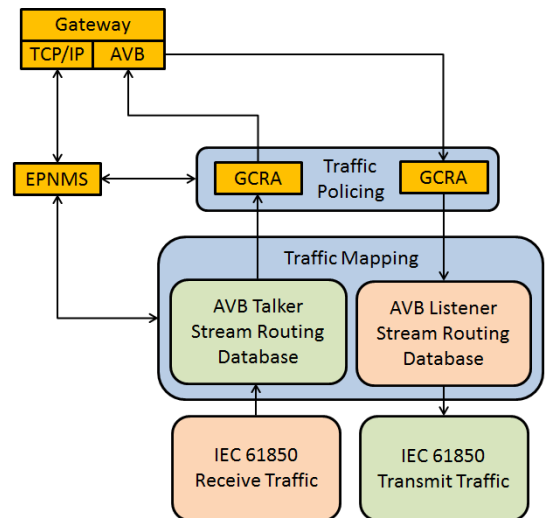 Gateway
TCP/IP
AVB
EPNMS
GCRA
Traffic
Policing
GCRA
Traffic Mapping
AVB Talker
Stream Routing
Database
AVB Listener
Stream Routing
Database
IEC 61850
Receive Traffic
IEC 61850
Transmit Traffic